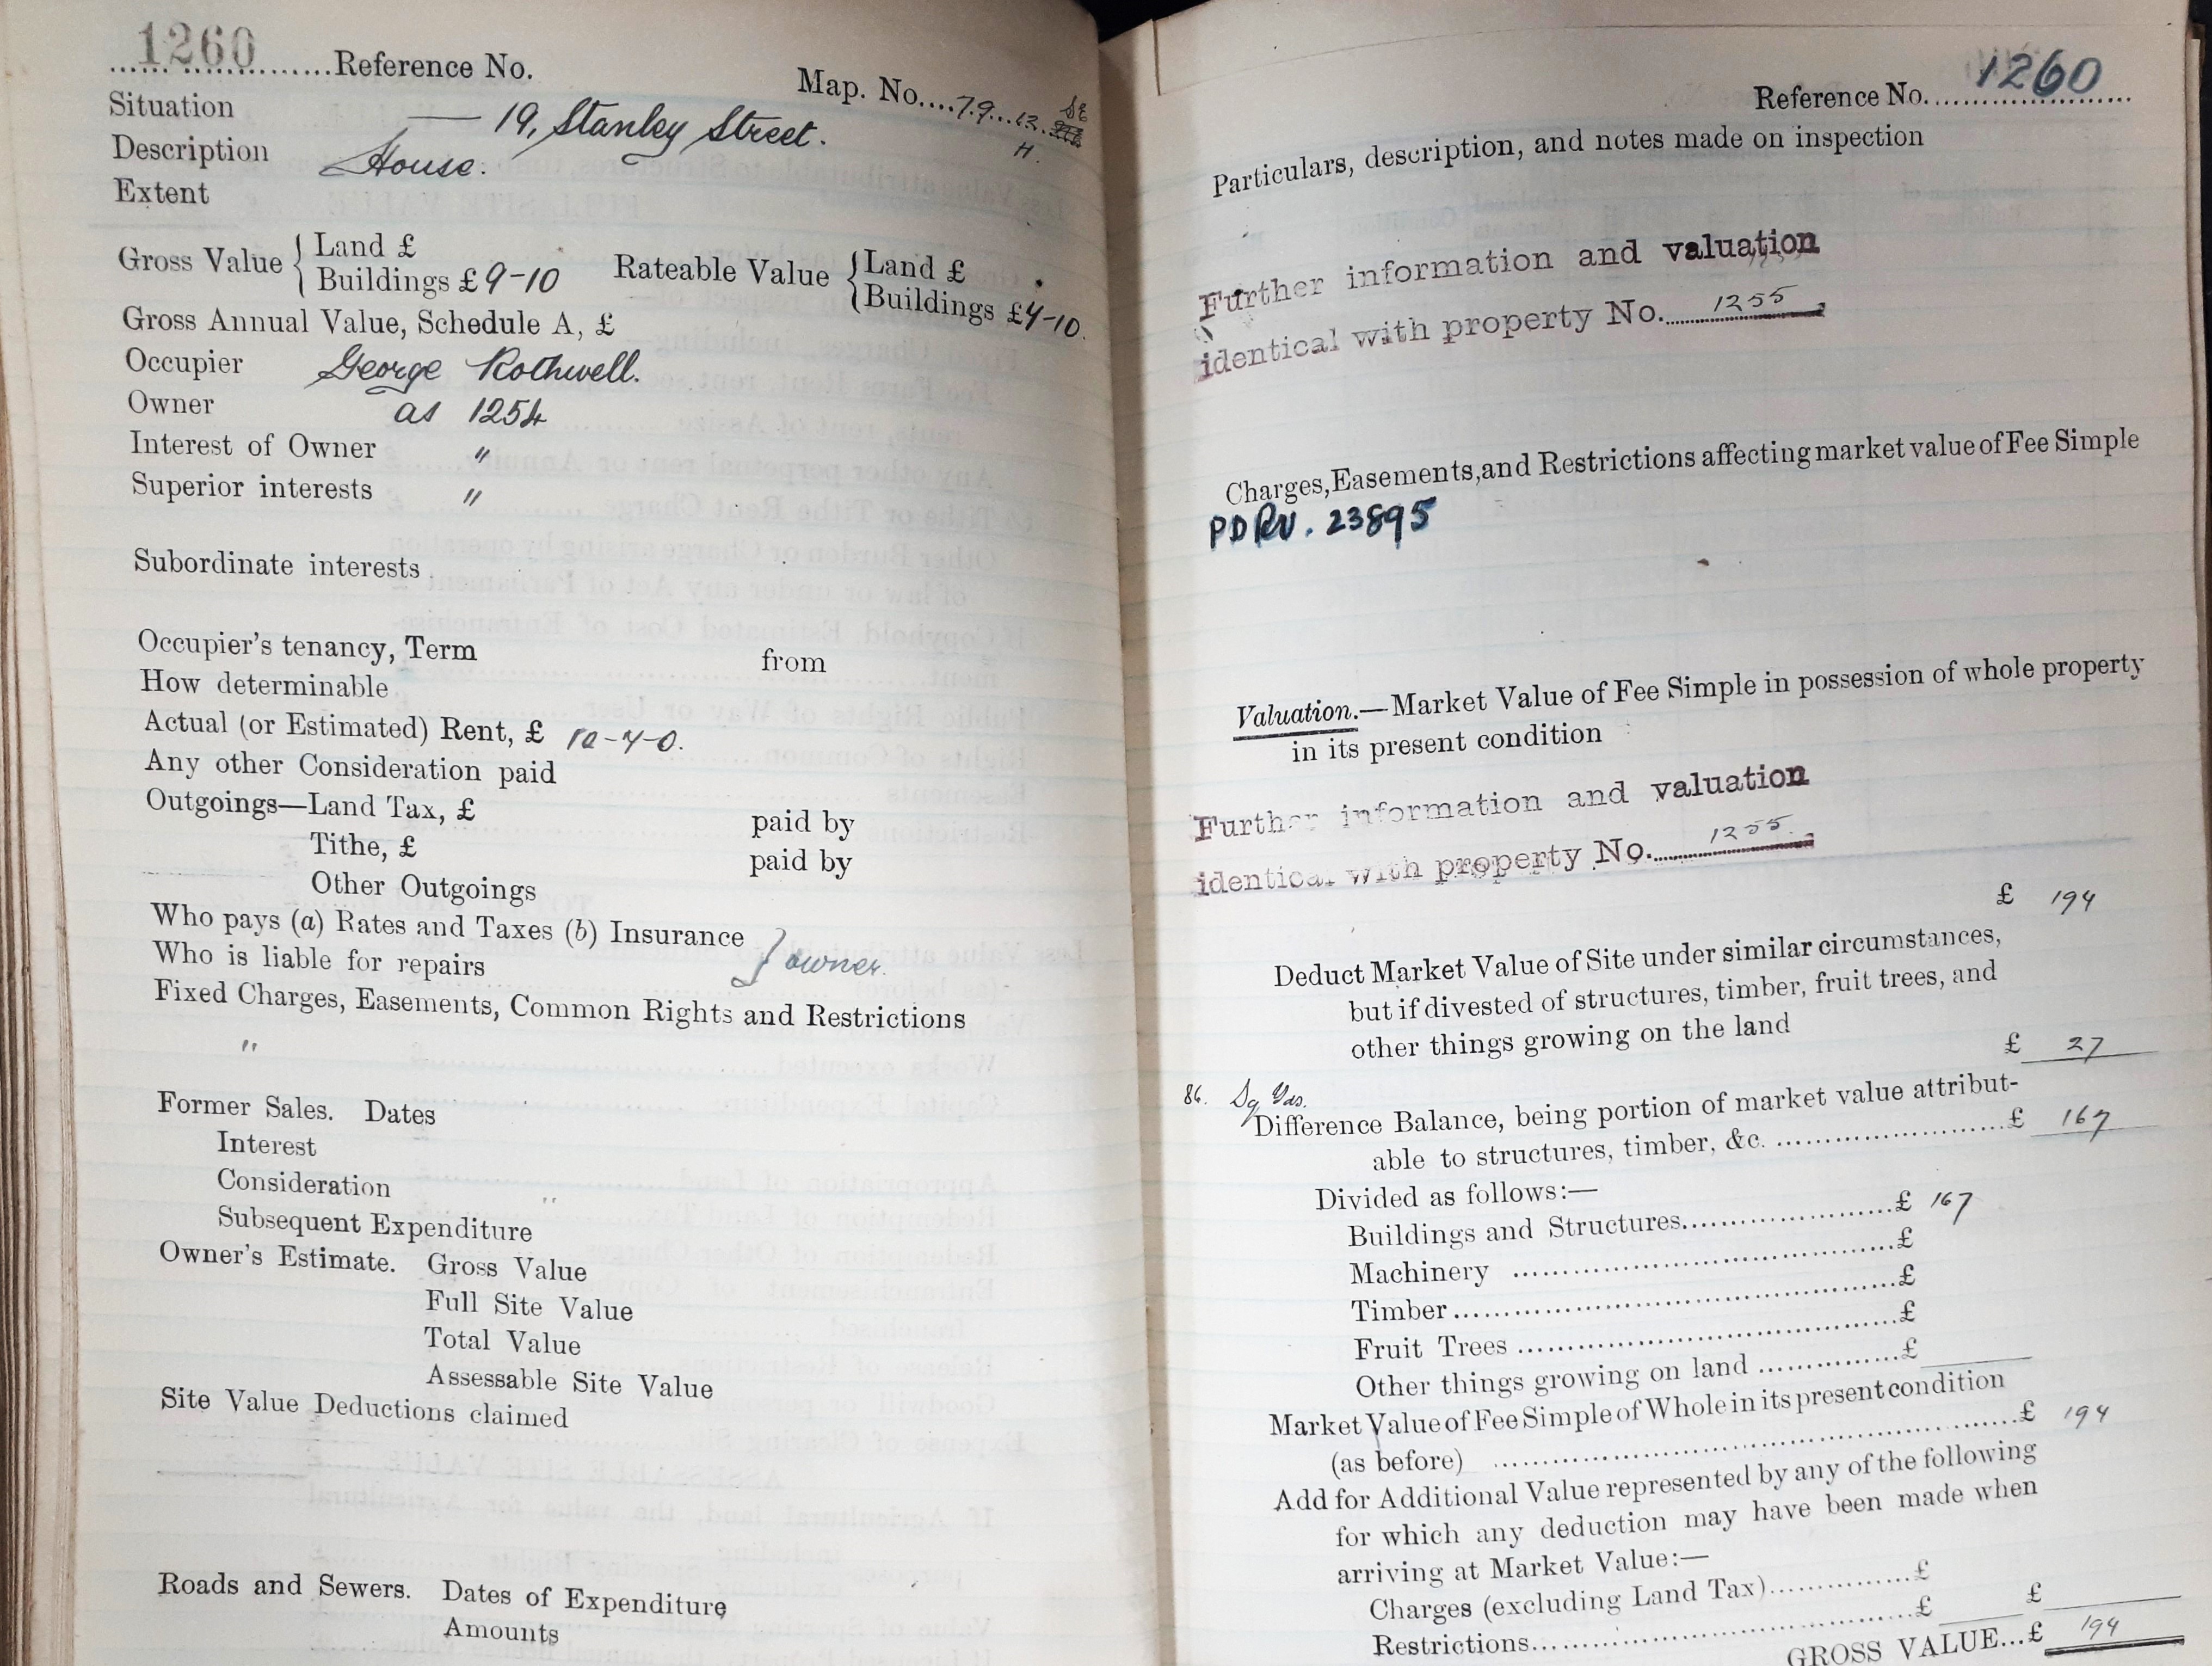 1260
Reference No.
Map. No. 79 .. 12. SE
H.
Situation — 19, Stanley Street.
Description House.
Extent
Gross Value { Land £
Buildings £ 9-10
Rateable Value { Land £
Buildings £ 4-10.
Gross Annual Value, Schedule A, £
Occupier George Rothwell.
Owner as 1254
Interest of Owner "
Superior interests "
Subordinate interests
Occupier's tenancy, Term from
How determinable
Actual (or Estimated) Rent, £
Any other Consideration paid
Outgoings—Land Tax, £ paid by
Tithe, £ paid by
Other Outgoings
Who pays (a) Rates and Taxes (b) Insurance
Who is liable for repairs } owner.
Fixed Charges, Easements, Common Rights and Restrictions
"
Former Sales. Dates
Interest
Consideration "
Subsequent Expenditure
Owner's Estimate. Gross Value
Full Site Value
Total Value
Assessable Site Value
Site Value Deductions claimed
Roads and Sewers. Dates of Expenditure
Amounts
Reference No. 1260
Particulars, description, and notes made on inspection
Further information and valuation
identical with property No. 1255
Charges, Easements, and Restrictions affecting market value of Fee Simple
PDRV. 23895
Valuation.—Market Value of Fee Simple in possession of whole property
in its present condition
Further information and valuation
identical with property No. 1255
£ 194
Deduct Market Value of Site under similar circumstances,
but if divested of structures, timber, fruit trees, and
other things growing on the land
£ 27
86. Sq Yds.
Difference Balance, being portion of market value attribut-
able to structures, timber, &c. £ 167
Divided as follows:—
Buildings and Structures £ 167
Machinery £
Timber £
Fruit Trees £
Other things growing on land £
Market Value of Fee Simple of Whole in its present condition
(as before) £ 194
Add for Additional Value represented by any of the following
for which any deduction may have been made when
arriving at Market Value:—
Charges (excluding Land Tax) £
Restrictions £ £
GROSS VALUE...£ 194